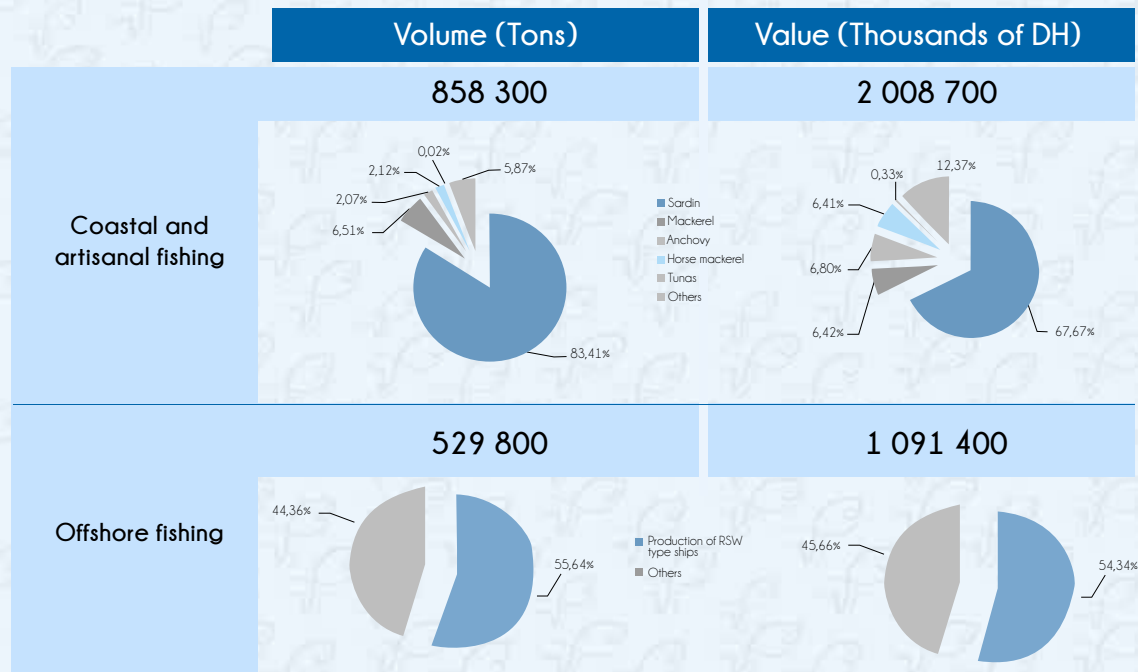 Volume (Tons)
Value (Thousands of DH)
858 300
2 008 700
Coastal and
artisanal fishing
0,02%
2,12%
5,87%
2,07%
6,51%
83,41%
Sardin
Mackerel
Anchovy
Horse mackerel
Tunas
Others
12,37%
0,33%
6,41%
6,80%
6,42%
67,67%
529 800
1 091 400
Offshore fishing
44,36%
55,64%
Production of RSW
type ships
Others
45,66%
54,34%